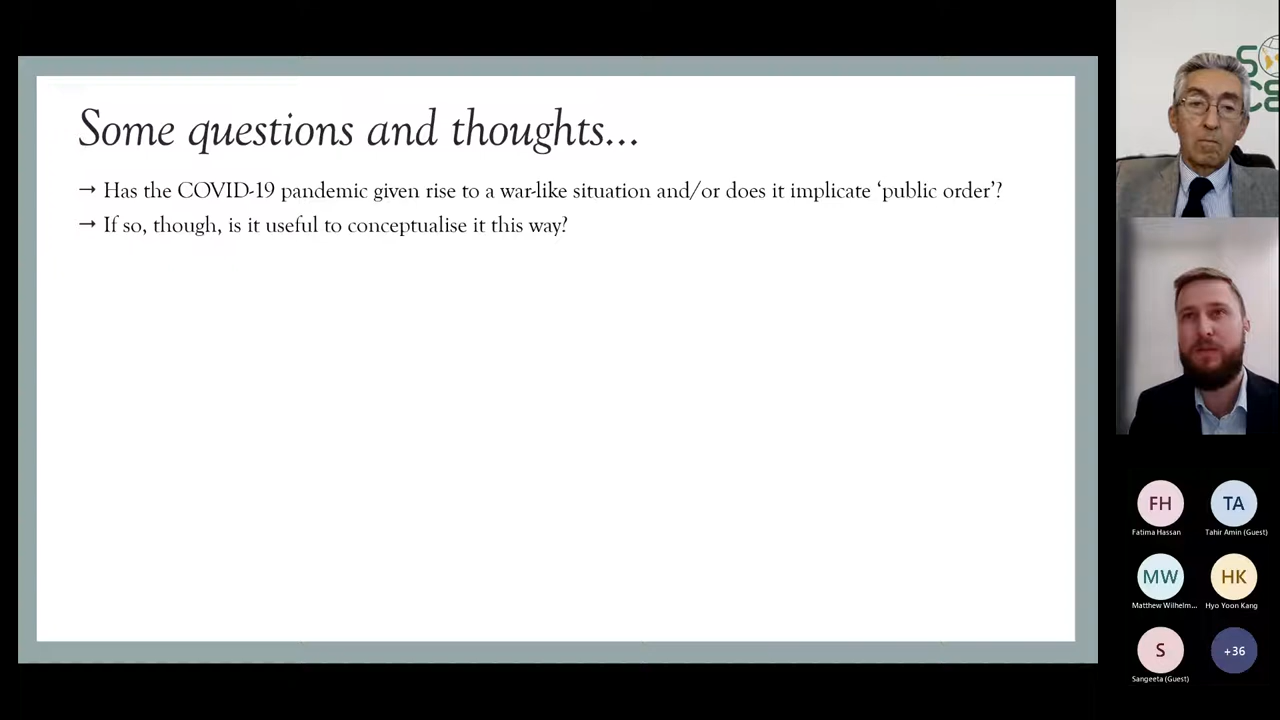 Some questions and thoughts...
→ Has the COVID-19 pandemic given rise to a war-like situation and/or does it implicate ‘public order’?
→ If so, though, is it useful to conceptualise it this way?
FH
TA
Fatima Hassan
Tahir Amin (Guest)
MW
HK
Matthew Wilhelm...
Hyo Yoon Kang
S
+36
Sangeeta (Guest)